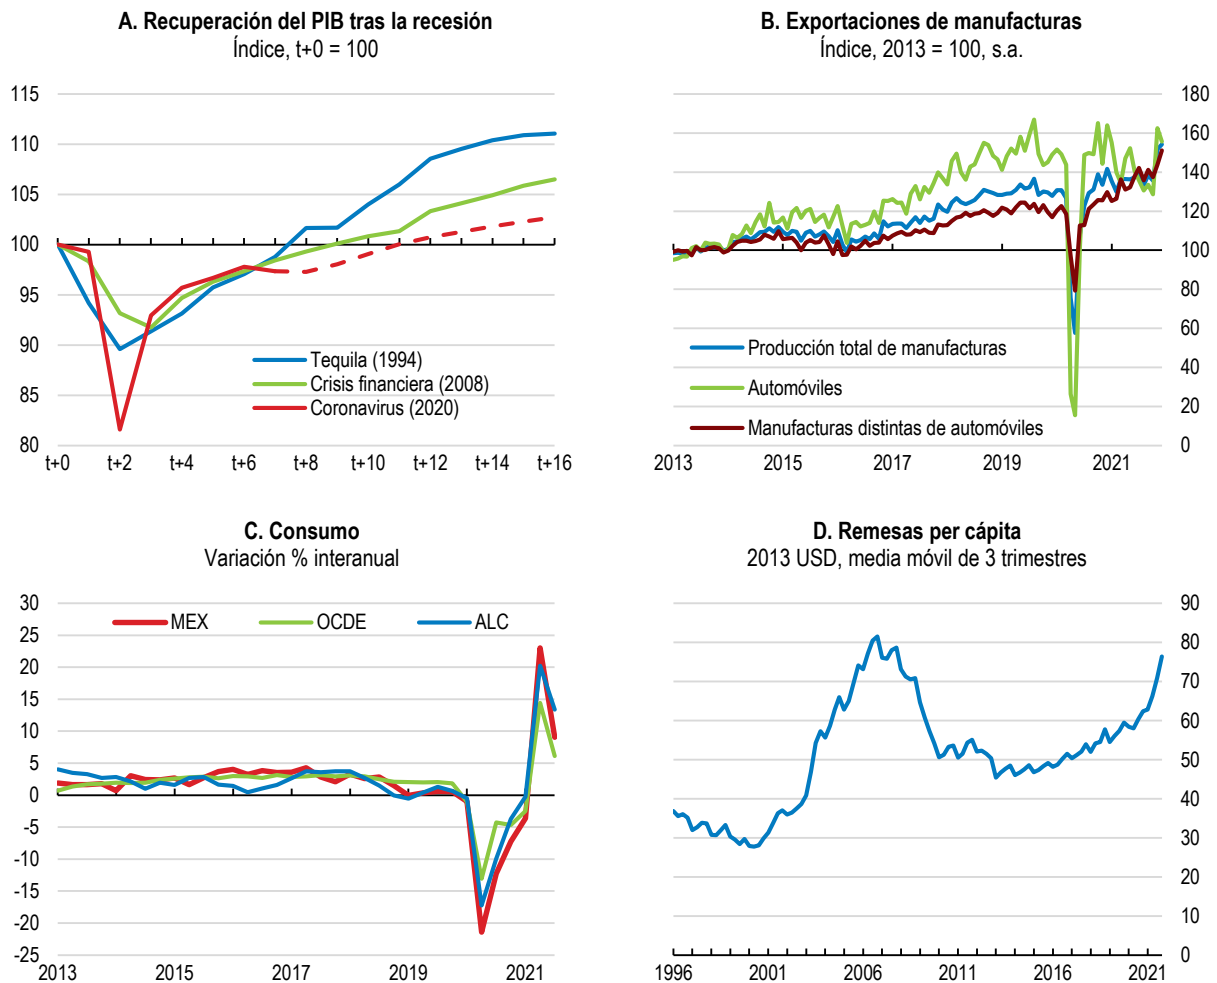 A. Recuperación del PIB tras la recesión
Índice, t+0 = 100
115
110
105
100
95
90
85
80
Tequila (1994)
Crisis financiera (2008)
Coronavirus (2020)
t+0 t+2 t+4 t+6 t+8 t+10 t+12 t+14 t+16
B. Exportaciones de manufacturas
Índice, 2013 = 100, s.a.
180
160
140
120
100
80
60
40
20
0
Producción total de manufacturas
Automóviles
Manufacturas distintas de automóviles
2013 2015 2017 2019 2021
C. Consumo
Variación % interanual
30
25
20
15
10
5
0
-5
-10
-15
-20
-25
MEX OCDE ALC
2013 2015 2017 2019 2021
D. Remesas per cápita
2013 USD, media móvil de 3 trimestres
90
80
70
60
50
40
30
20
10
0
1996 2001 2006 2011 2016 2021